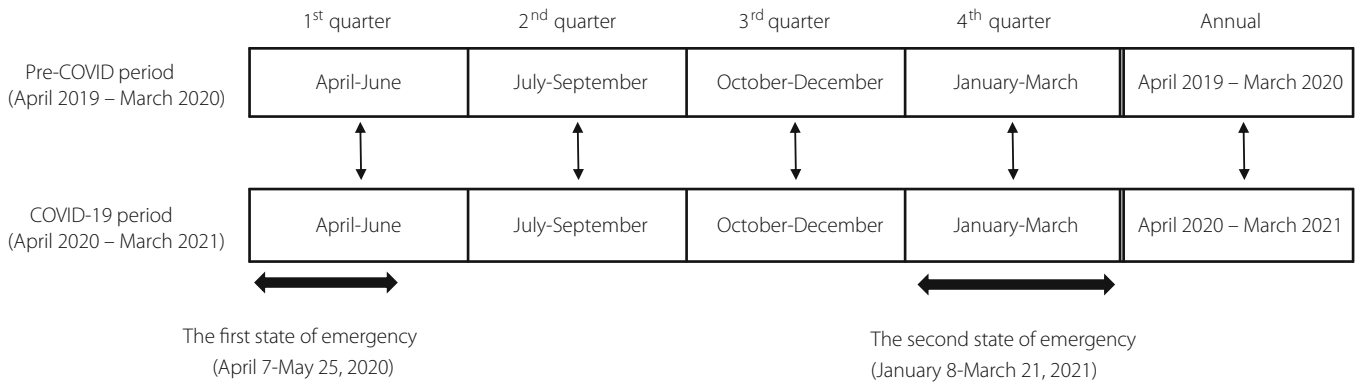 1st quarter
2nd quarter
3rd quarter
4th quarter
Annual
Pre-COVID period
(April 2019 – March 2020)
April-June
July-September
October-December
January-March
April 2019 – March 2020
COVID-19 period
(April 2020 – March 2021)
April-June
July-September
October-December
January-March
April 2020 – March 2021
The first state of emergency
(April 7-May 25, 2020)
The second state of emergency
(January 8-March 21, 2021)